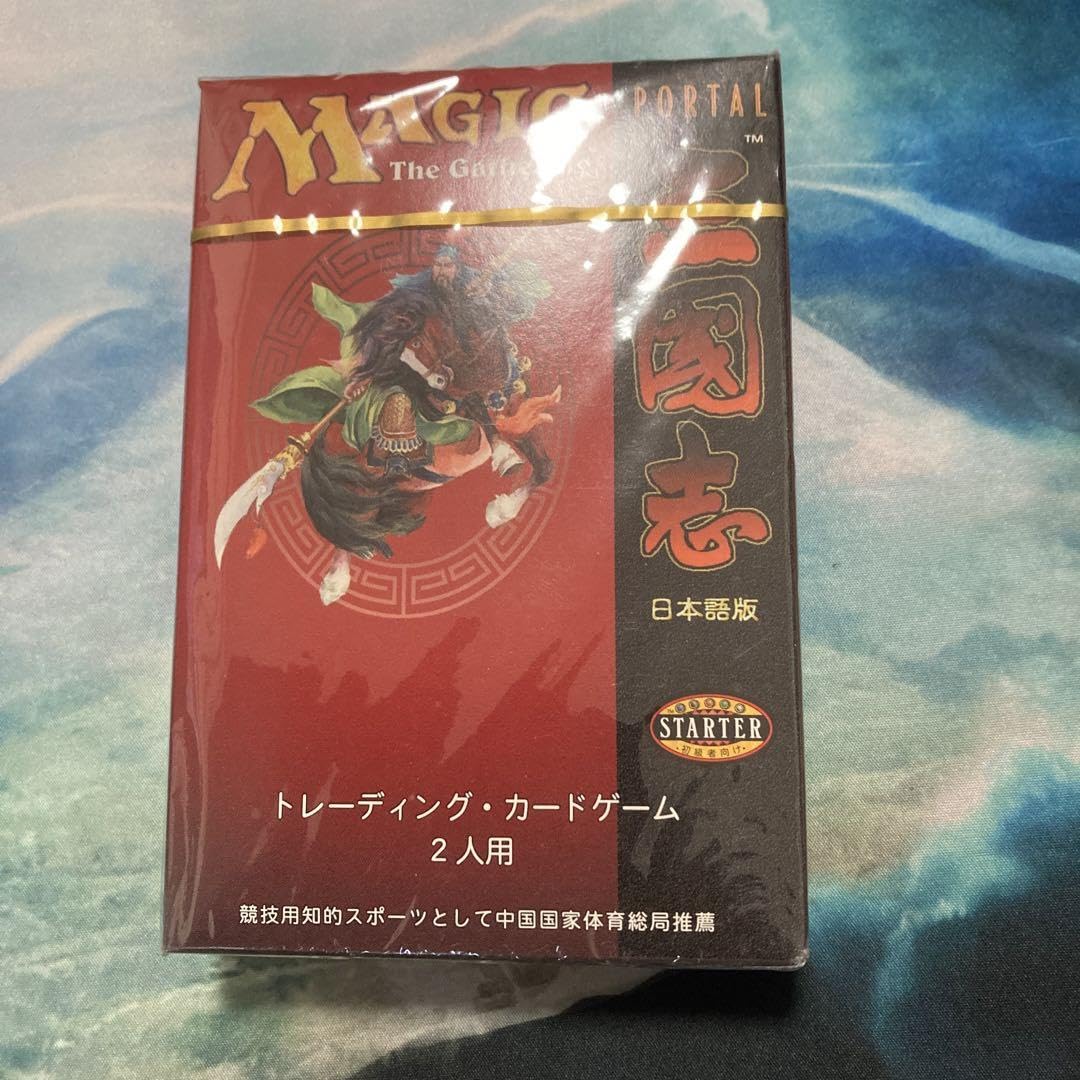 MAGIC
The Gathering
PORTAL
™
三國志
日本語版
STARTER
初級者向け
トレーディング・カードゲーム
2人用
競技用知的スポーツとして中国国家体育総局推薦